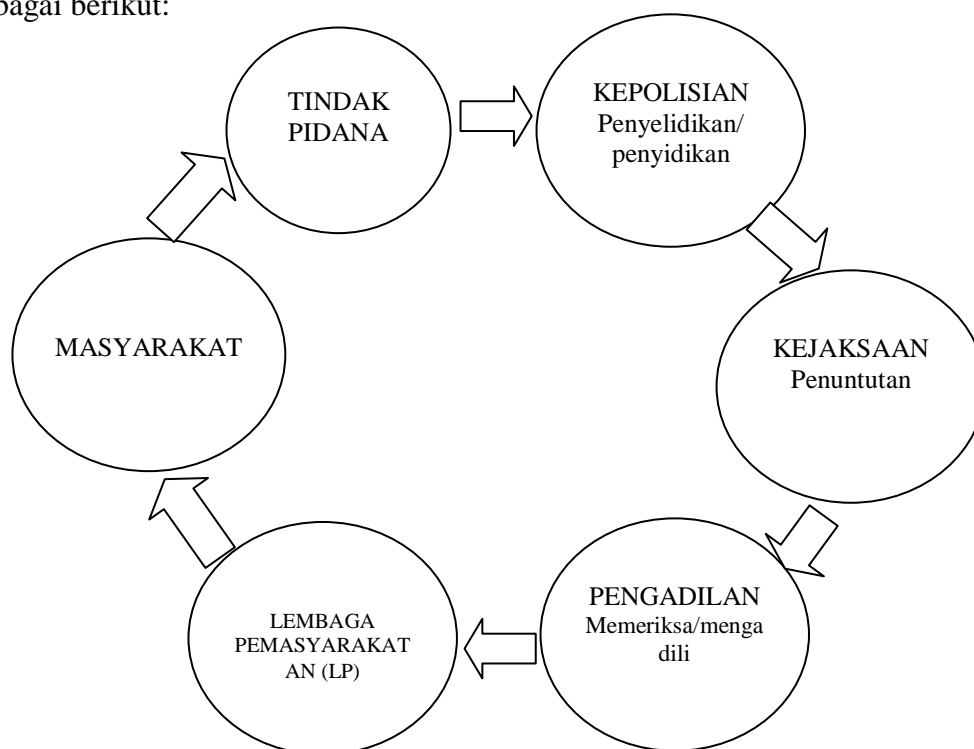 bagai berikut:
TINDAK
PIDANA
KEPOLISIAN
Penyelidikan/
penyidikan
MASYARAKAT
KEJAKSAAN
Penuntutan
LEMBAGA
PEMASYARAKAT
AN (LP)
PENGADILAN
Memeriksa/menga
dili